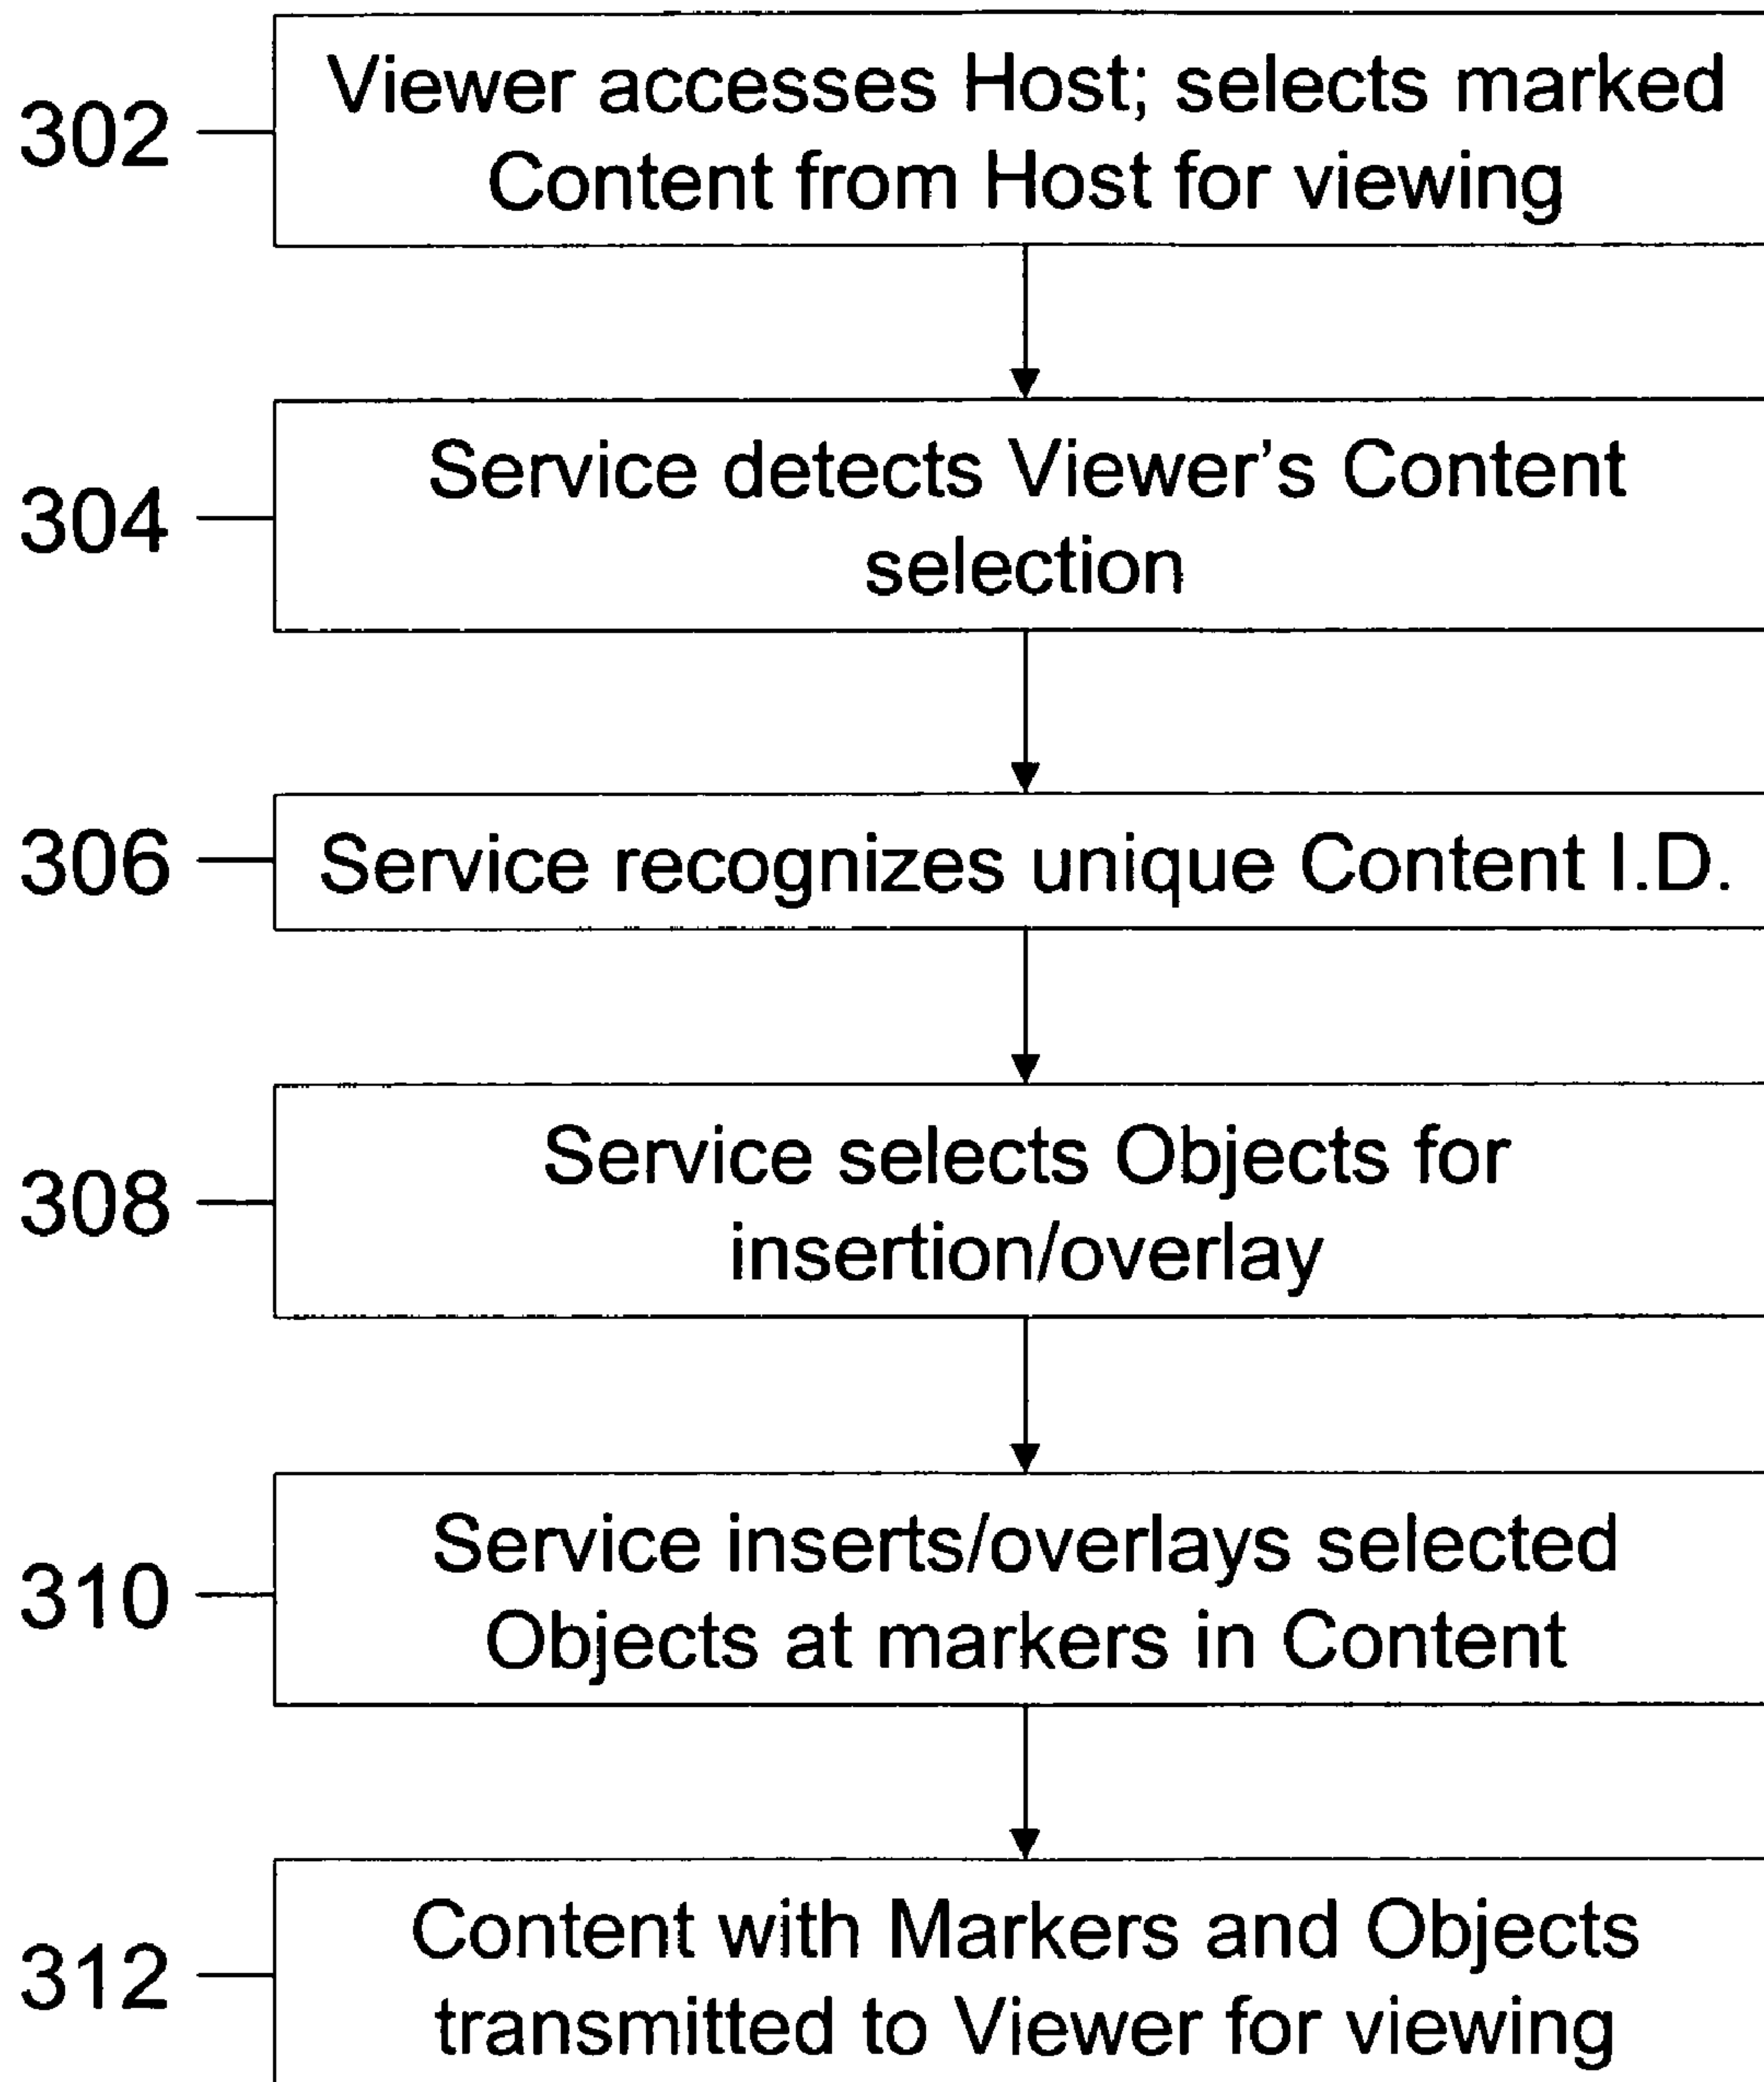 302
Viewer accesses Host; selects marked
Content from Host for viewing
304
Service detects Viewer's Content
selection
306
Service recognizes unique Content I.D.
308
Service selects Objects for
insertion/overlay
310
Service inserts/overlays selected
Objects at markers in Content
312
Content with Markers and Objects
transmitted to Viewer for viewing